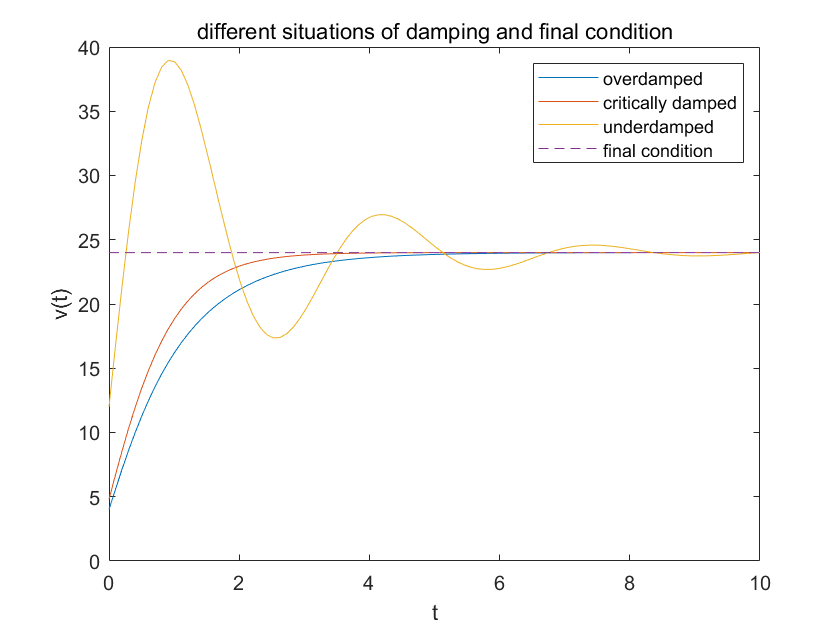 different situations of damping and final condition
overdamped
critically damped
underdamped
final condition
40
35
30
25
20
15
10
5
0
v(t)
0 2 4 6 8 10
t